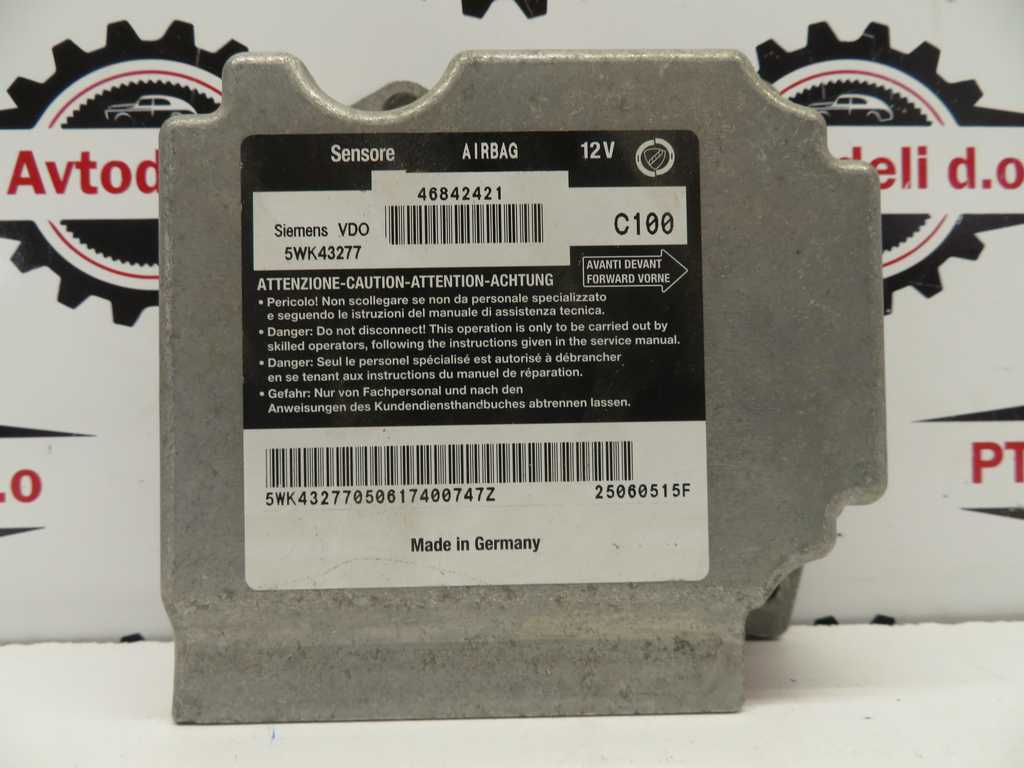 Avtod
deli d.o
Sensore AIRBAG 12V
46842421
Siemens VDO
5WK43277
C100
AVANTI DEVANT
FORWARD VORNE
ATTENZIONE-CAUTION-ATTENTION-ACHTUNG
• Pericolo! Non scollegare se non da personale specializzato
e seguendo le istruzioni del manuale di assistenza tecnica.
• Danger: Do not disconnect! This operation is only to be carried out by
skilled operators, following the instructions given in the service manual.
• Danger: Seul le personel spécialisé est autorisé à débrancher
en se tenant aux instructions du manuel de réparation.
• Gefahr: Nur von Fachpersonal und nach den
Anweisungen des Kundendiensthandbuches abtrennen lassen.
5WK43277050617400747Z 25060515F
Made in Germany
.o
PT